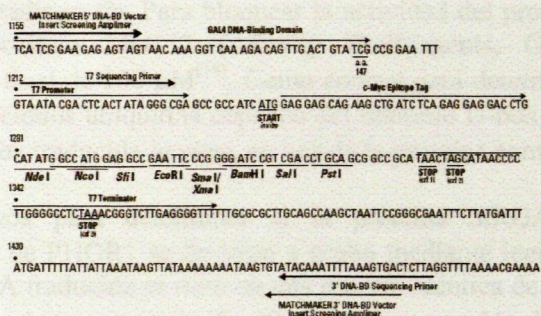 1155
MATCHMAKER 5' DNA-BD Vector
Insert Screening Amplimer
GAL4 DNA-Binding Domain
TCA TCG GAA GAG AGT AGT AAC AAA GGT CAA AGA CAG TTG ACT GTA TCG CCG GAA TTT
a.a.
147
1212
T7 Sequencing Primer
T7 Promoter
c-Myc Epitope Tag
GTA ATA CGA CTC ACT ATA GGG CGA GCC GCC ATC ATG GAG GAG CAG AAG CTG ATC TCA GAG GAG GAC CTG
START
1281
CAT ATG GCC ATG GAG GCC GAA TTC CCG GGG ATC CGT CGA CCT GCA GCG GCC GCA TAACTAGCATAACCCC
Nde I
Nco I
Sfi I
EcoR I
Sma I/
Xma I
BamH I
Sal I
Pst I
STOP
STOP
1342
T7 Terminator
TTGGGGCCTCTAAACGGGTCTTGAGGGGTTTTTTGCGCGCTTGCAGCCAAGCTAATTCCGGGCGAATTTCTTATGATTT
STOP
1430
ATGATTTTTATTATTAAATAAGTTATAAAAAAAATAAGTGTATACAAATTTTAAAGTGACTCTTAGGTTTTAAAACGAAAA
3' DNA-BD Sequencing Primer
MATCHMAKER 3' DNA-BD Vector
Insert Screening Amplimer